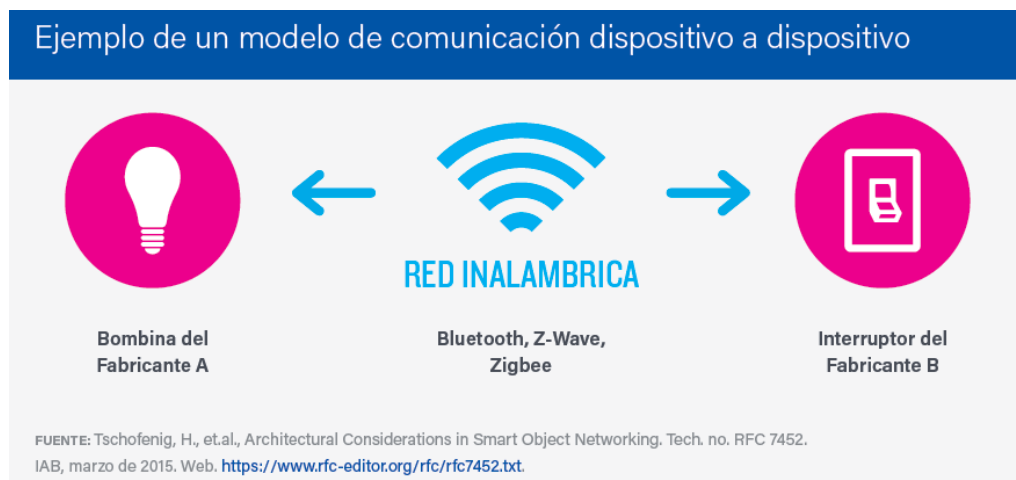 Ejemplo de un modelo de comunicación dispositivo a dispositivo
RED INALAMBRICA
Bombina del
Fabricante A
Bluetooth, Z-Wave,
Zigbee
Interruptor del
Fabricante B
FUENTE: Tschofenig, H., et.al., Architectural Considerations in Smart Object Networking. Tech. no. RFC 7452.
IAB, marzo de 2015. Web. https://www.rfc-editor.org/rfc/rfc7452.txt.